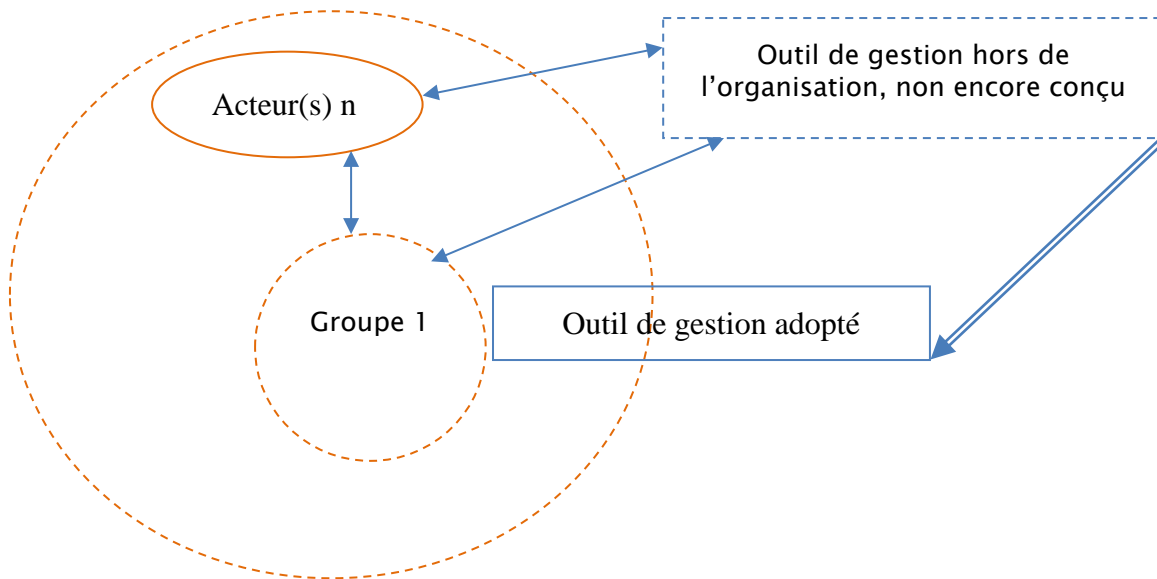 Outil de gestion hors de
l’organisation, non encore conçu
Acteur(s) n
Groupe 1
Outil de gestion adopté